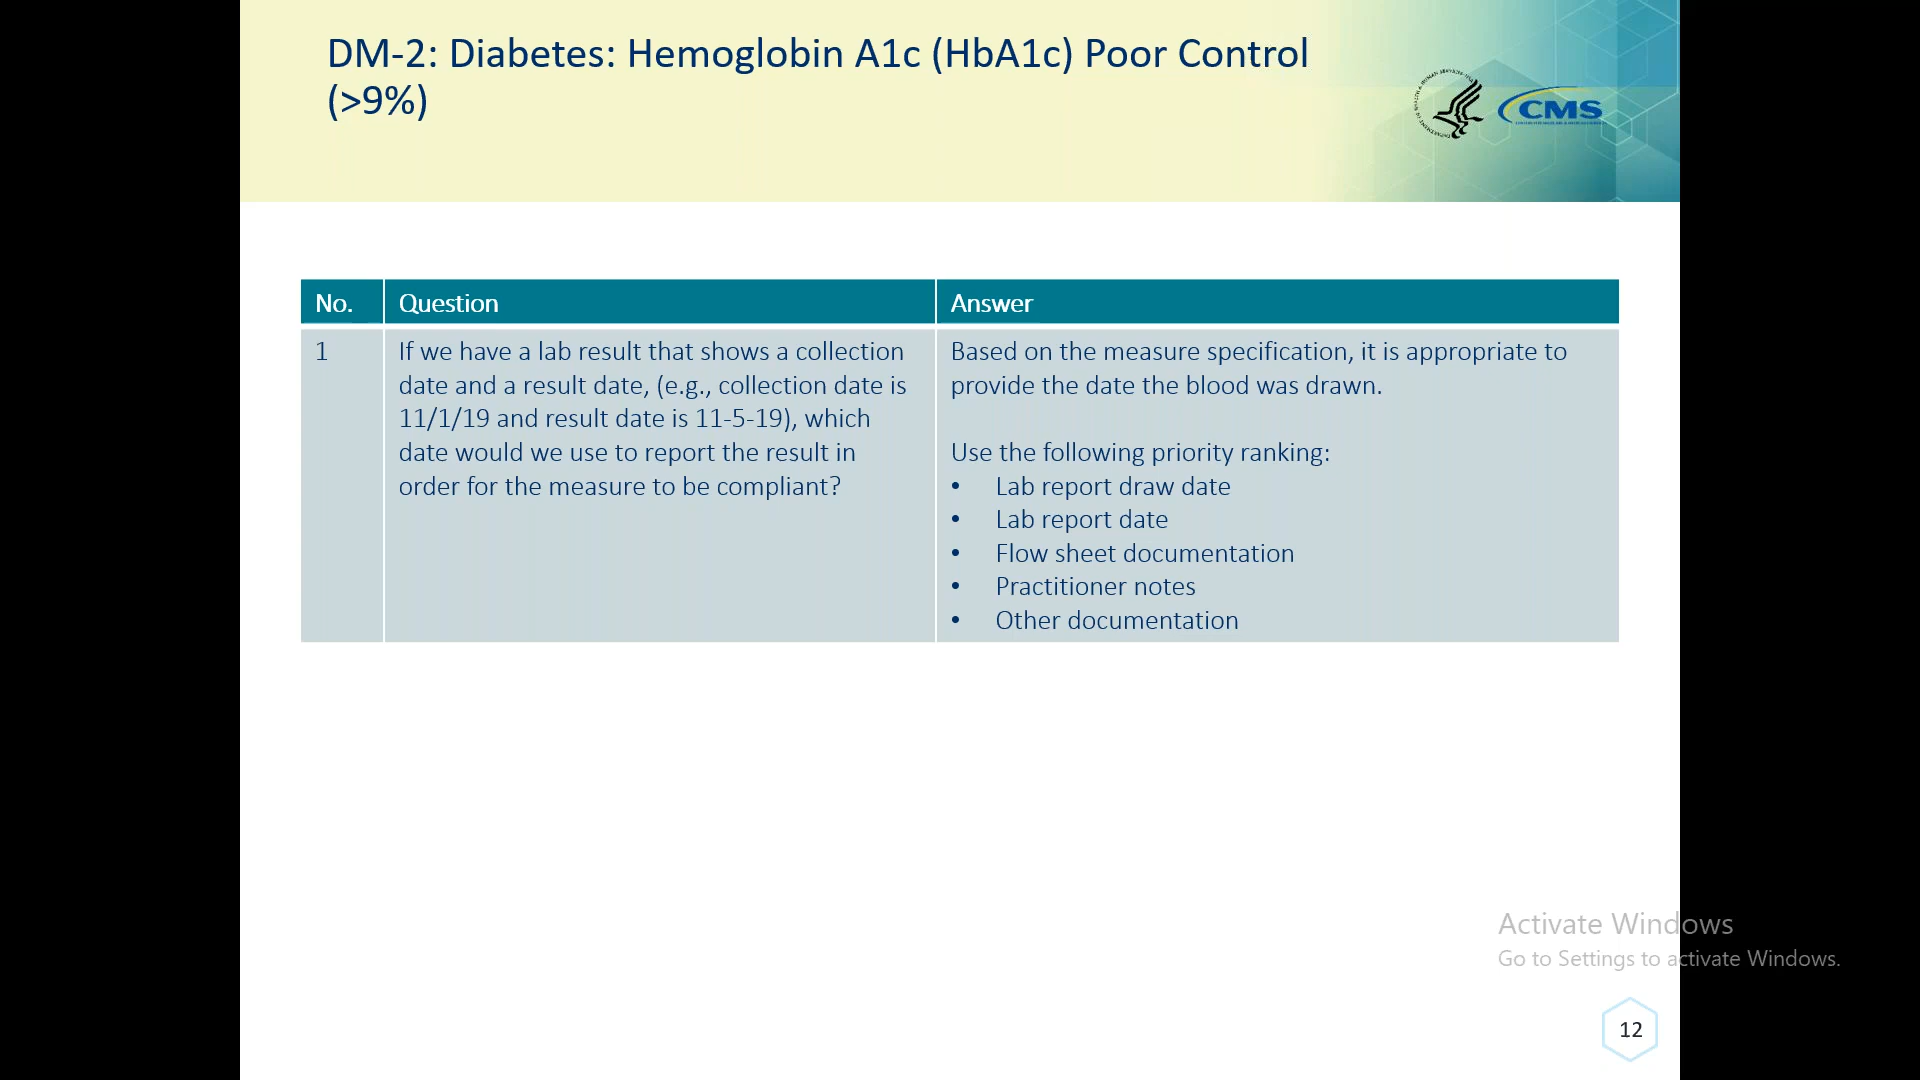 DM-2: Diabetes: Hemoglobin A1c (HbA1c) Poor Control
(>9%)
CMS
No. Question Answer
1
If we have a lab result that shows a collection
date and a result date, (e.g., collection date is
11/1/19 and result date is 11-5-19), which
date would we use to report the result in
order for the measure to be compliant?
Based on the measure specification, it is appropriate to
provide the date the blood was drawn.
Use the following priority ranking:
• Lab report draw date
• Lab report date
• Flow sheet documentation
• Practitioner notes
• Other documentation
Activate Windows
Go to Settings to activate Windows.
12